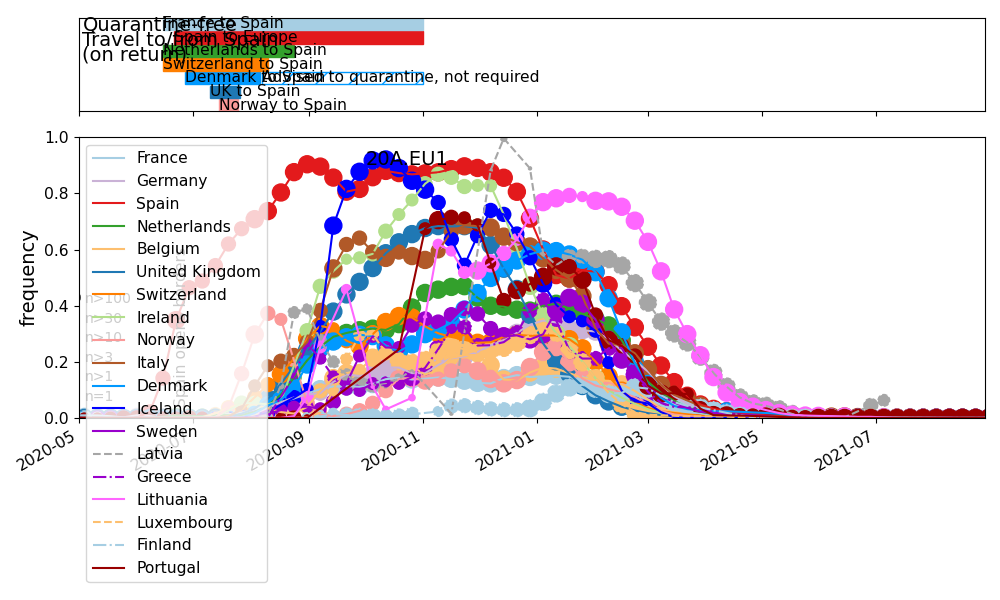 Quarantine-free
Travel to/from Spain
(on return)
France to Spain
Spain to Europe
Netherlands to Spain
Switzerland to Spain
Denmark to Spain
Advised to quarantine, not required
UK to Spain
Norway to Spain
20A.EU1
frequency
1.0
0.8
0.6
0.4
0.2
0.0
France
Germany
Spain
Netherlands
Belgium
United Kingdom
Switzerland
Ireland
Norway
Italy
Denmark
Iceland
Sweden
Latvia
Greece
Lithuania
Luxembourg
Finland
Portugal
n>100
n>30
n>10
n>3
n>1
n=1
Spain opens borders
2020-05
2020-07
2020-09
2020-11
2021-01
2021-03
2021-05
2021-07